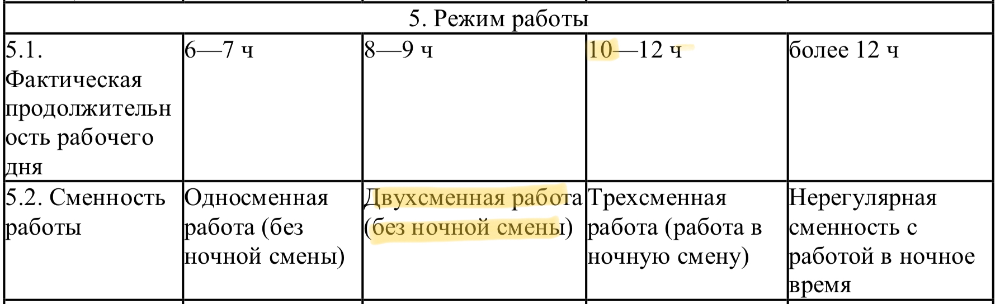 5. Режим работы
5.1.
Фактическая
продолжительн
ость рабочего
дня
6—7 ч
8—9 ч
10—12 ч
более 12 ч
5.2. Сменность
работы
Односменная
работа (без
ночной смены)
Двухсменная работа
(без ночной смены)
Трехсменная
работа (работа в
ночную смену)
Нерегулярная
сменность с
работой в ночное
время